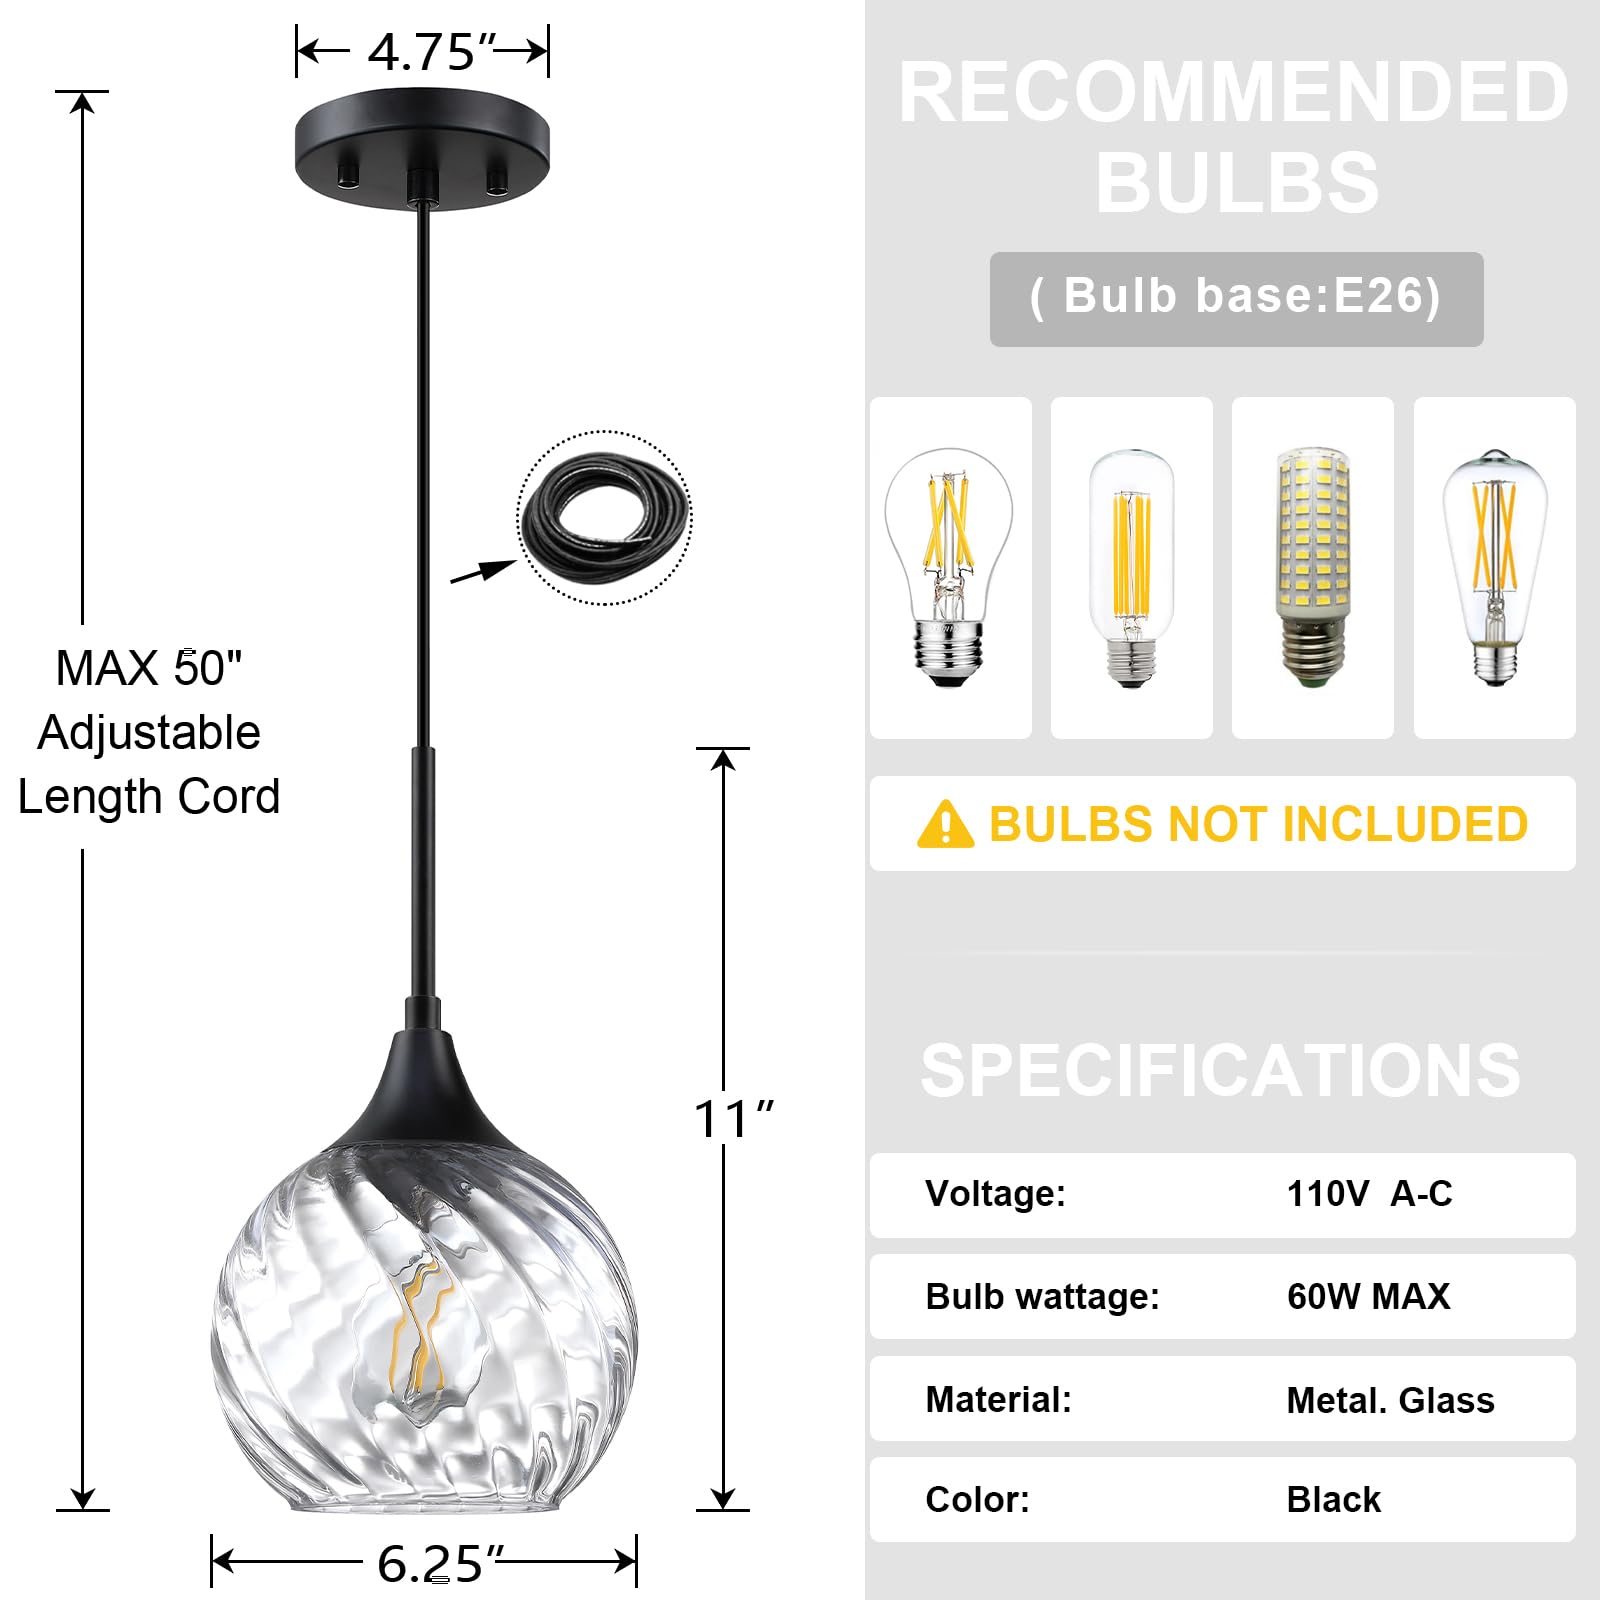 4.75”
MAX 50"
Adjustable
Length Cord
11”
6.25”
RECOMMENDED
BULBS
( Bulb base:E26)
BULBS NOT INCLUDED
SPECIFICATIONS
Voltage: 110V A-C
Bulb wattage: 60W MAX
Material: Metal. Glass
Color: Black